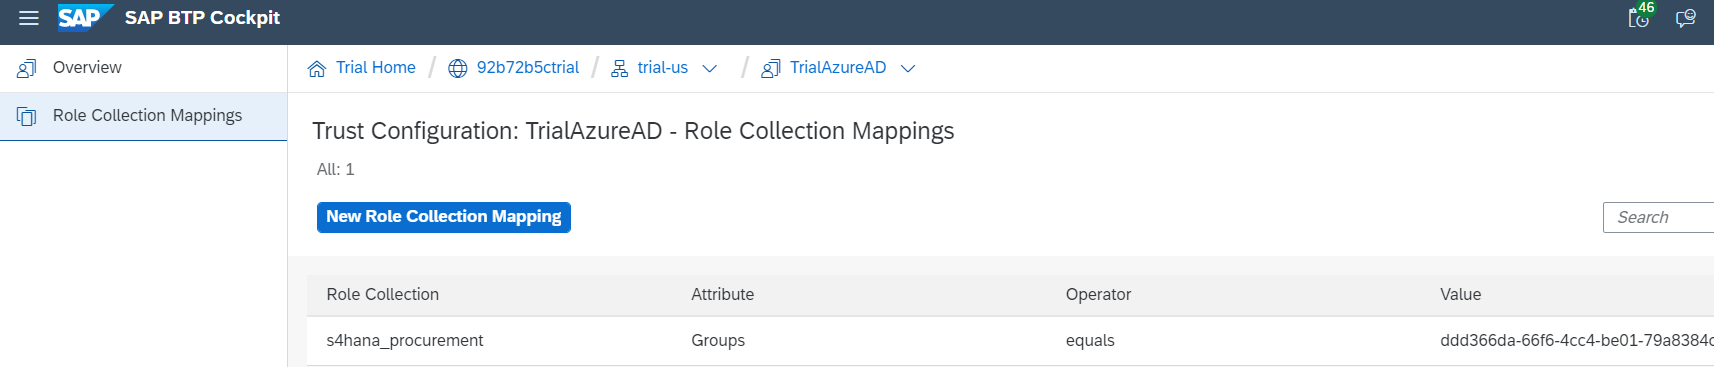 SAP SAP BTP Cockpit 46
Overview
Role Collection Mappings
Trial Home / 92b72b5ctrial / trial-us / TrialAzureAD
Trust Configuration: TrialAzureAD - Role Collection Mappings
All: 1
New Role Collection Mapping
Search
Role Collection Attribute Operator Value
s4hana_procurement Groups equals ddd366da-66f6-4cc4-be01-79a8384c